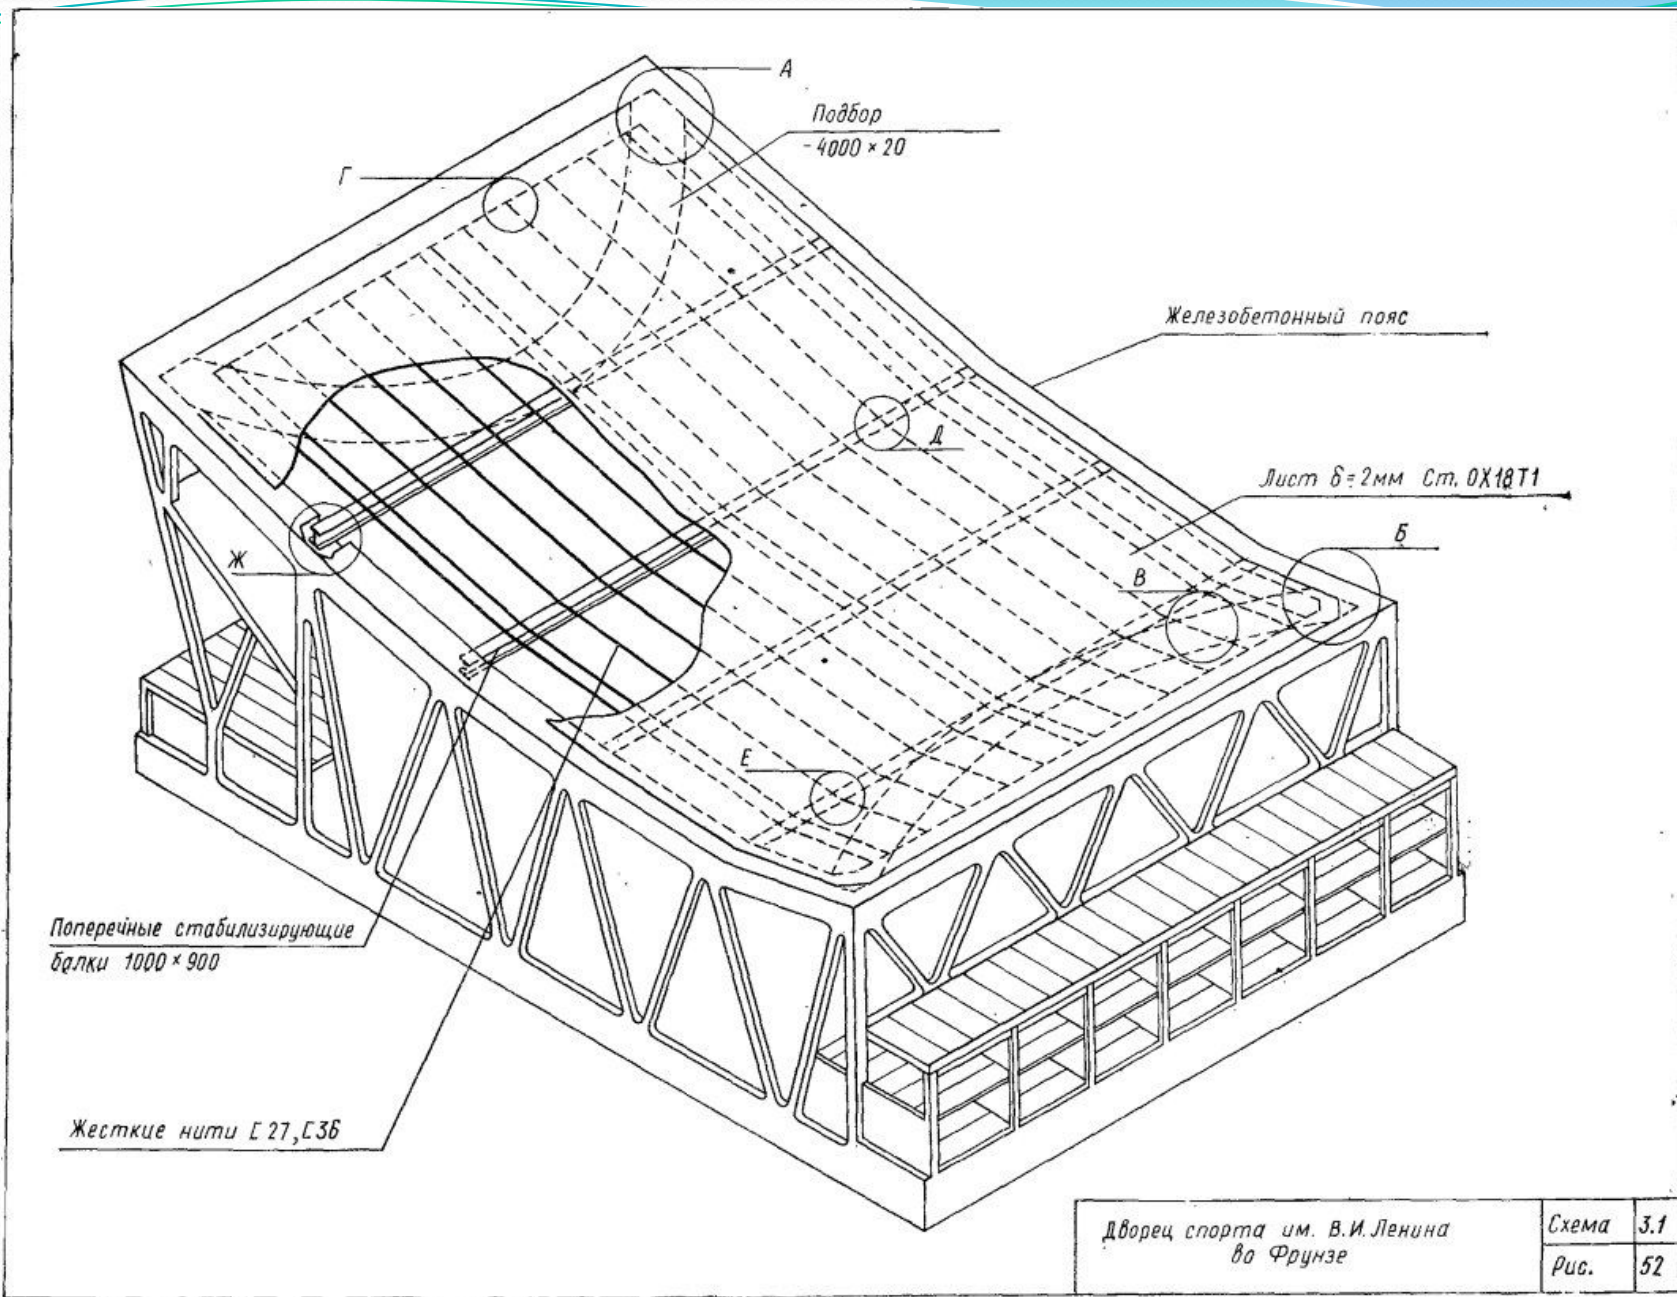 А
Подбор
- 4000 × 20
Г
Железобетонный пояс
Д
Лист δ=2мм Ст. 0Х18Т1
Б
В
Ж
Е
Поперечные стабилизирующие
балки 1000 × 900
Жесткие нити [ 27, [ 36
Дворец спорта им. В.И. Ленина
во Фрунзе
Схема 3.1
Рис. 52